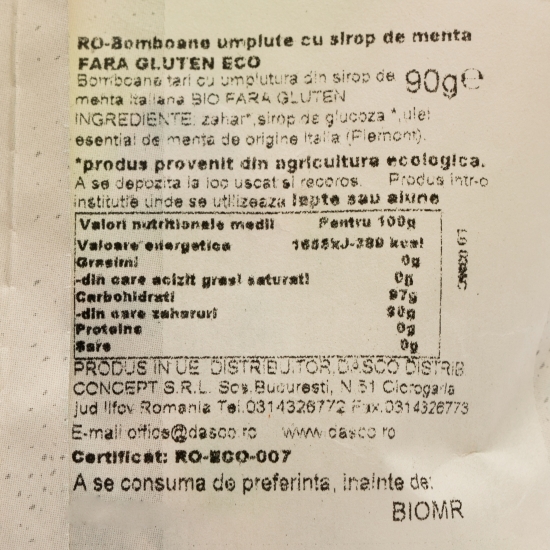 RO-Bomboane umplute cu sirop de menta
FARA GLUTEN ECO
Bomboane tari cu umplutura din sirop de
menta italiana BIO FARA GLUTEN
90g℮
INGREDIENTE: zahar*,sirop de glucoza *,ulei
esential de menta de origine Italia (Piemont).
*produs provenit din agricultura ecologica.
A se depozita la loc uscat si racoros. Produs intr-o
institutie unde se utilizeaza lapte sau alune
Valori nutritionale medii Pentru 100g
Valoare energetica kJ-389 kcal
Grasimi 0g
-din care acizit grasi saturati 0g
Carbohidrati 97g
-din care zaharuri
Proteine 0g
Sare 0g
PRODUS IN UE DISTRIBUTOR.DASCO DISTRIB
CONCEPT S.R.L. Sos.Bucuresti, N 51 Ciorogarla
jud Ilfov Romania Tel.0314326772 Fax.0314326773
E-mail office@dasco.ro www.dasco.ro
Certificat: RO-ECO-007
A se consuma de preferinta, inainte de:
BIOMR